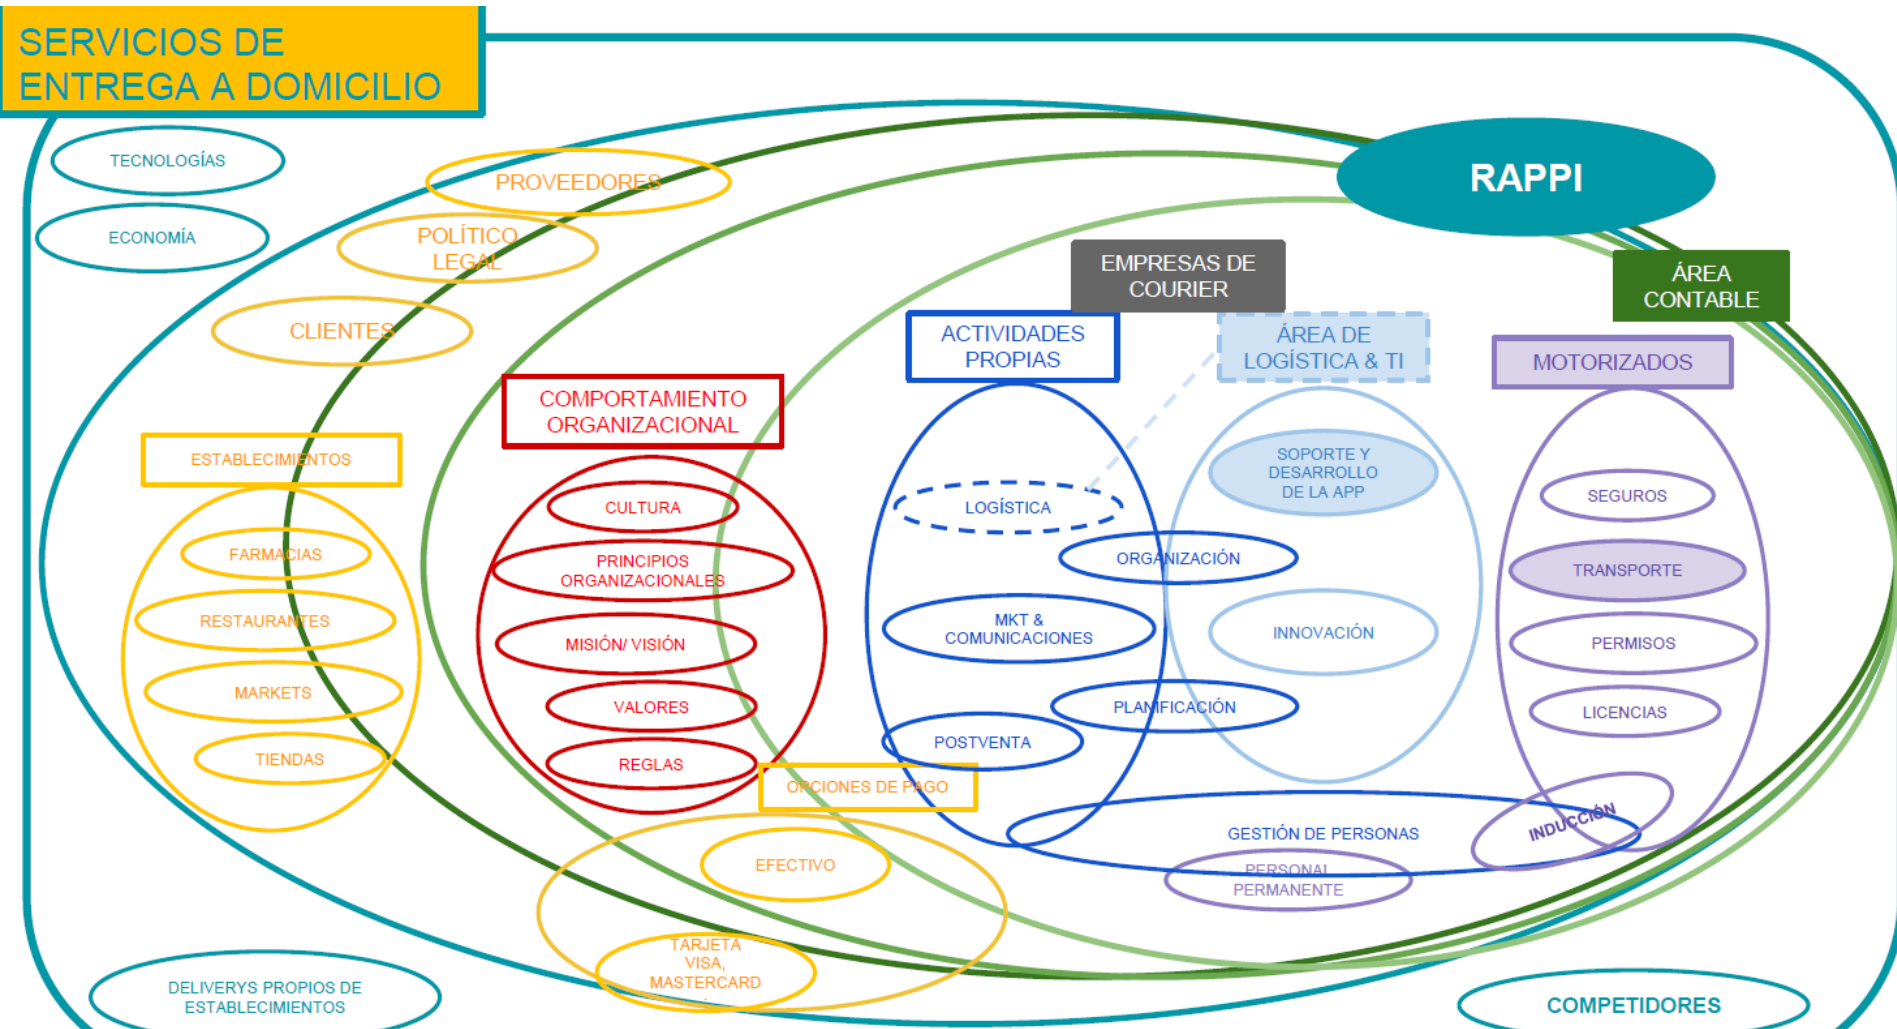 SERVICIOS DE
ENTREGA A DOMICILIO
TECNOLOGÍAS
ECONOMÍA
PROVEEDORES
POLÍTICO
LEGAL
CLIENTES
RAPPI
EMPRESAS DE
COURIER
ÁREA
CONTABLE
ACTIVIDADES
PROPIAS
ÁREA DE
LOGÍSTICA & TI
MOTORIZADOS
COMPORTAMIENTO
ORGANIZACIONAL
ESTABLECIMIENTOS
FARMACIAS
RESTAURANTES
MARKETS
TIENDAS
CULTURA
PRINCIPIOS
ORGANIZACIONALES
MISIÓN/ VISIÓN
VALORES
REGLAS
LOGÍSTICA
ORGANIZACIÓN
MKT &
COMUNICACIONES
PLANIFICACIÓN
POSTVENTA
SOPORTE Y
DESARROLLO
DE LA APP
INNOVACIÓN
SEGUROS
TRANSPORTE
PERMISOS
LICENCIAS
INDUCCIÓN
OPCIONES DE PAGO
EFECTIVO
TARJETA
VISA,
MASTERCARD
.
GESTIÓN DE PERSONAS
PERSONAL
PERMANENTE
DELIVERYS PROPIOS DE
ESTABLECIMIENTOS
COMPETIDORES